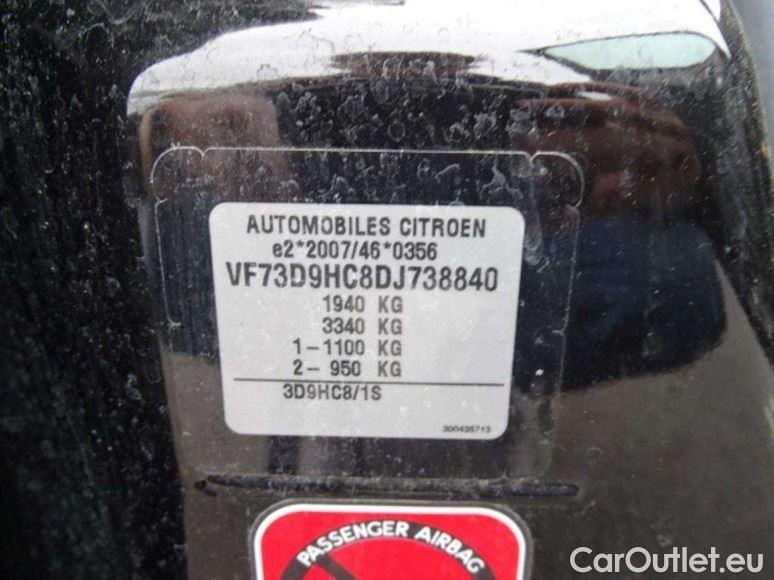 AUTOMOBILES CITROEN
e2*2007/46*0356
VF73D9HC8DJ738840
1940 KG
3340 KG
1-1100 KG
2- 950 KG
3D9HC8/1S
300435713
PASSENGER AIRBAG
CarOutlet.eu